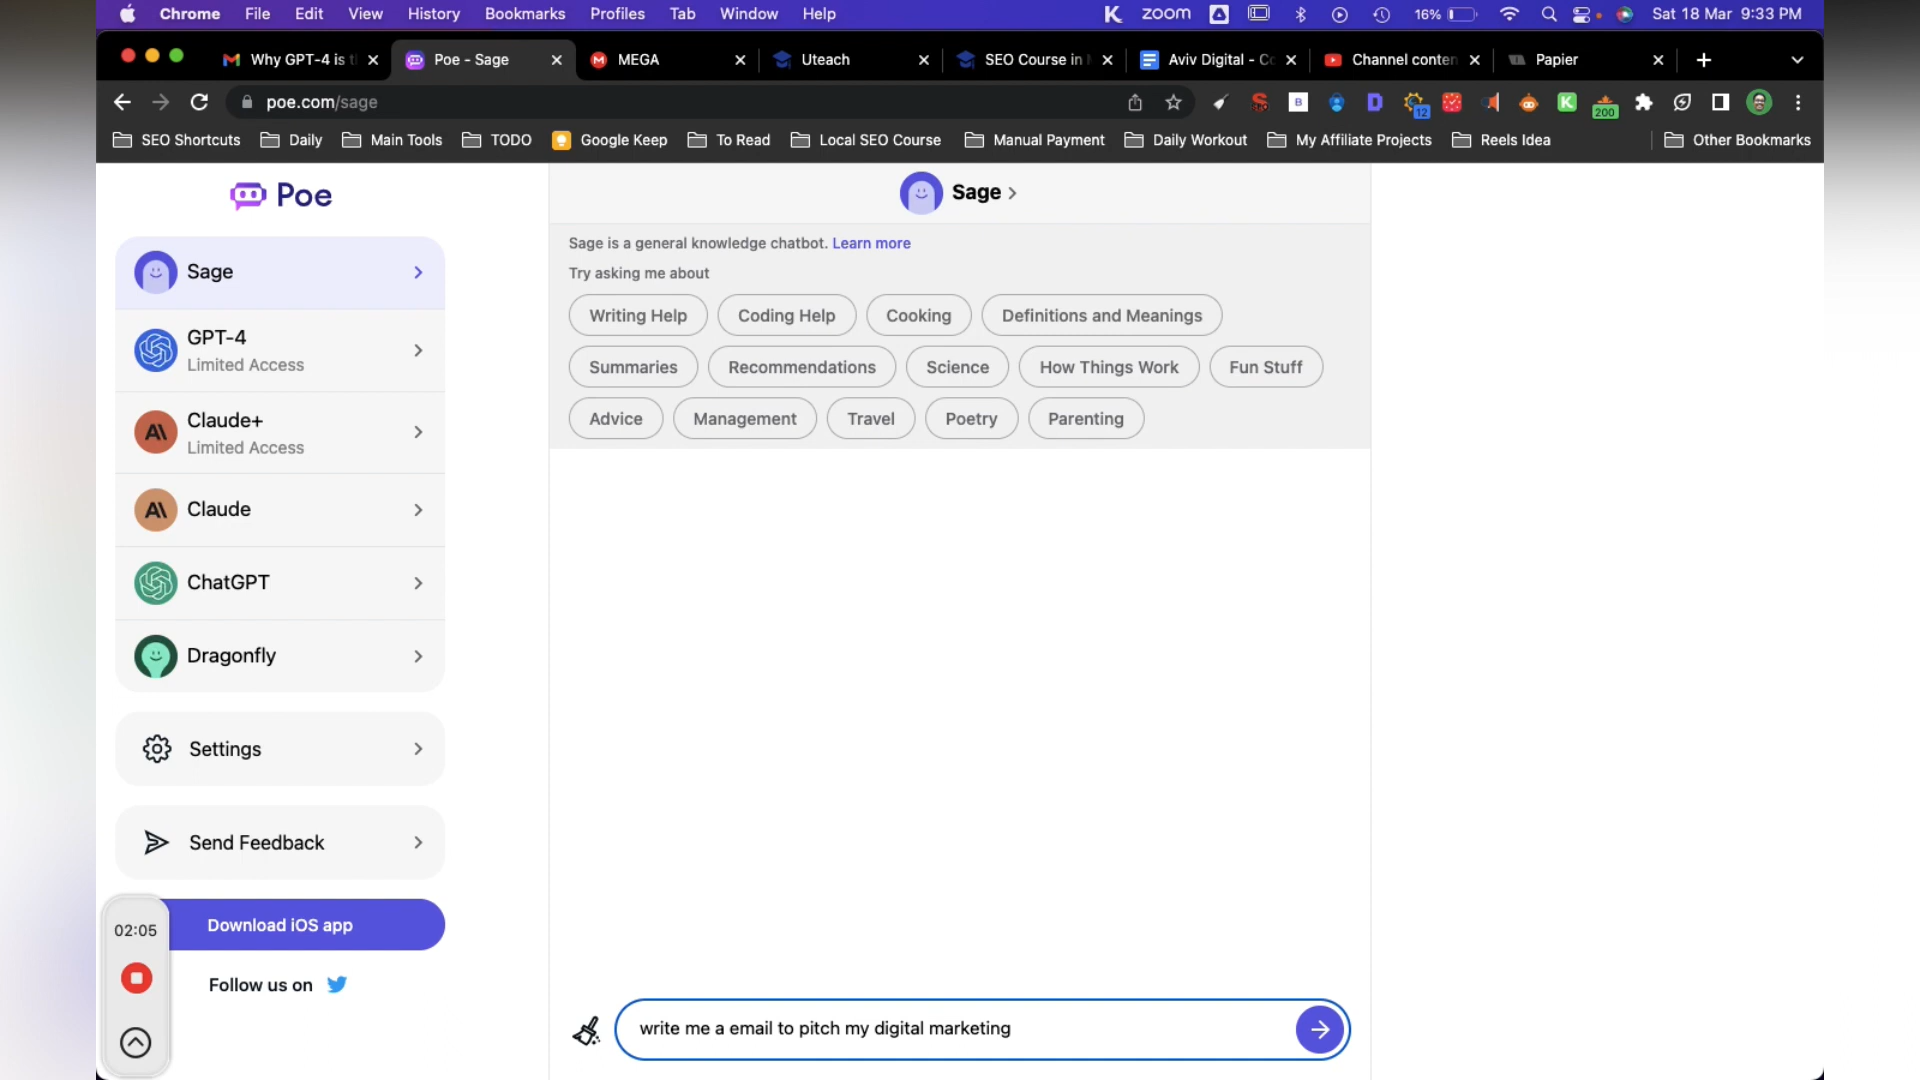 Chrome File Edit View History Bookmarks Profiles Tab Window Help zoom 16% Sat 18 Mar 9:33 PM
Why GPT-4 is Poe - Sage MEGA Uteach SEO Course in Aviv Digital - Channel conten Papier
poe.com/sage 12 200
SEO Shortcuts Daily Main Tools TODO Google Keep To Read Local SEO Course Manual Payment Daily Workout My Affiliate Projects Reels Idea Other Bookmarks
Poe
Sage
GPT-4
Limited Access
Claude+
Limited Access
Claude
ChatGPT
Dragonfly
Settings
Send Feedback
Download iOS app
02:05
Follow us on
Sage
Sage is a general knowledge chatbot. Learn more
Try asking me about
Writing Help Coding Help Cooking Definitions and Meanings
Summaries Recommendations Science How Things Work Fun Stuff
Advice Management Travel Poetry Parenting
write me a email to pitch my digital marketing